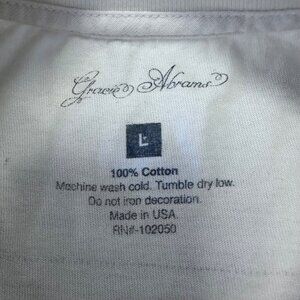 Gracie Abrams
L
100% Cotton
Machine wash cold. Tumble dry low.
Do not iron decoration.
Made in USA.
RN#-102050